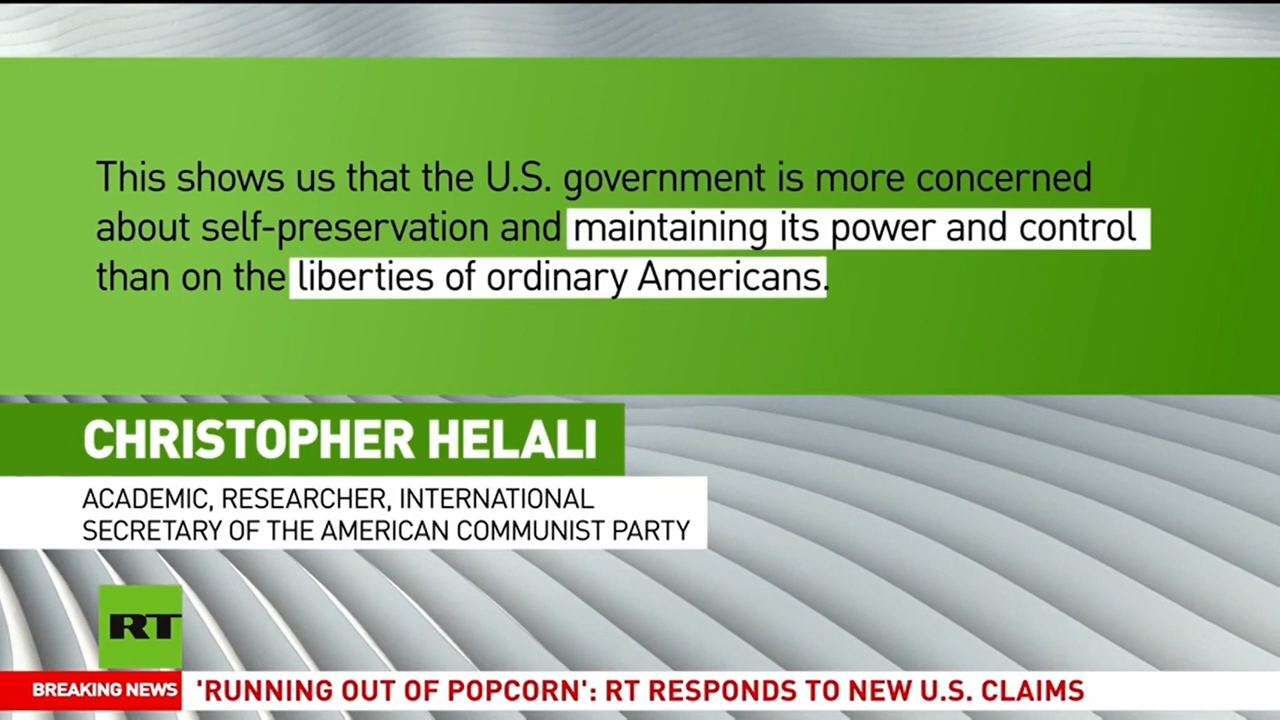 This shows us that the U.S. government is more concerned
about self-preservation and maintaining its power and control
than on the liberties of ordinary Americans.
CHRISTOPHER HELALI
ACADEMIC, RESEARCHER, INTERNATIONAL
SECRETARY OF THE AMERICAN COMMUNIST PARTY
RT
BREAKING NEWS 'RUNNING OUT OF POPCORN': RT RESPONDS TO NEW U.S. CLAIMS